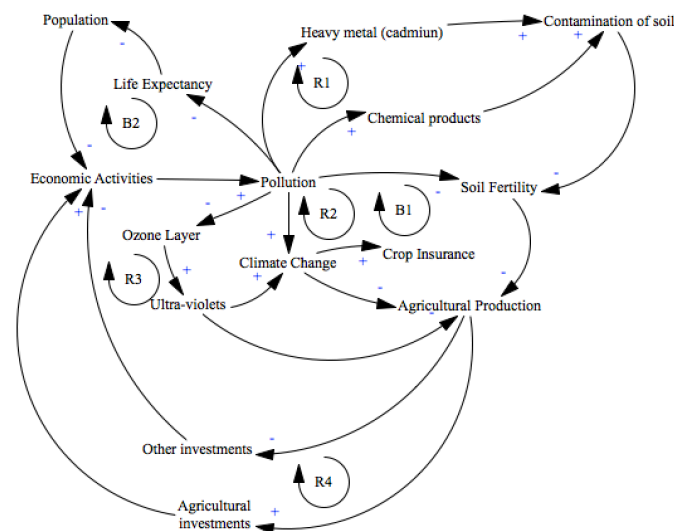 Population
Heavy metal (cadmiun)
Contamination of soil
-
+
+
+
R1
Life Expectancy
B2
-
Chemical products
+
-
Economic Activities
Pollution
Soil Fertility
-
+
-
-
+
-
R2
B1
Ozone Layer
+
Climate Change
+
Crop Insurance
R3
+
+
-
-
Ultra-violets
-
Agricultural Production
-
Other investments
R4
Agricultural
investments
+